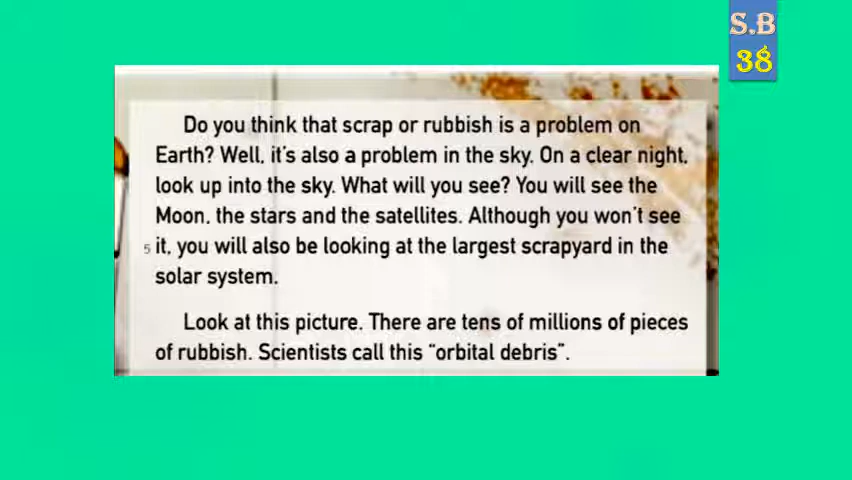 S.B
38
Do you think that scrap or rubbish is a problem on
Earth? Well, it's also a problem in the sky. On a clear night,
look up into the sky. What will you see? You will see the
Moon, the stars and the satellites. Although you won't see
5 it, you will also be looking at the largest scrapyard in the
solar system.
Look at this picture. There are tens of millions of pieces
of rubbish. Scientists call this "orbital debris".